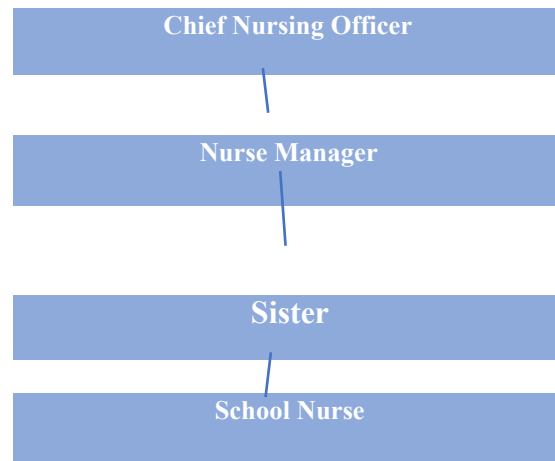 Chief Nursing Officer
Nurse Manager
Sister
School Nurse